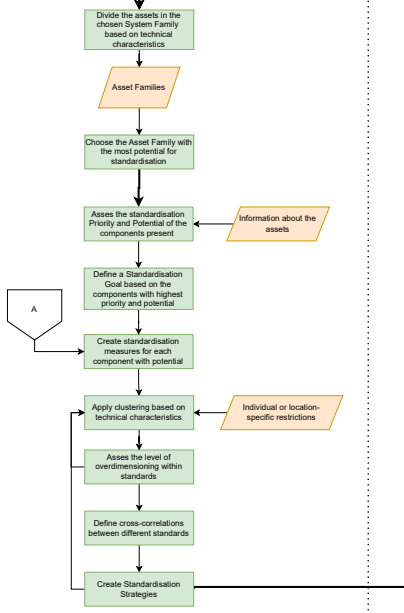 Divide the assets in the
chosen System Family
based on technical
characteristics
Asset Families
Choose the Asset Family with
the most potential for
standardisation
Asses the standardisation
Priority and Potential of the
components present
Information about the
assets
Define a Standardisation
Goal based on the
components with highest
priority and potential
A
Create standardisation
measures for each
component with potential
Apply clustering based on
technical characteristics
Individual or location-
specific restrictions
Asses the level of
overdimensioning within
standards
Define cross-correlations
between different standards
Create Standardisation
Strategies